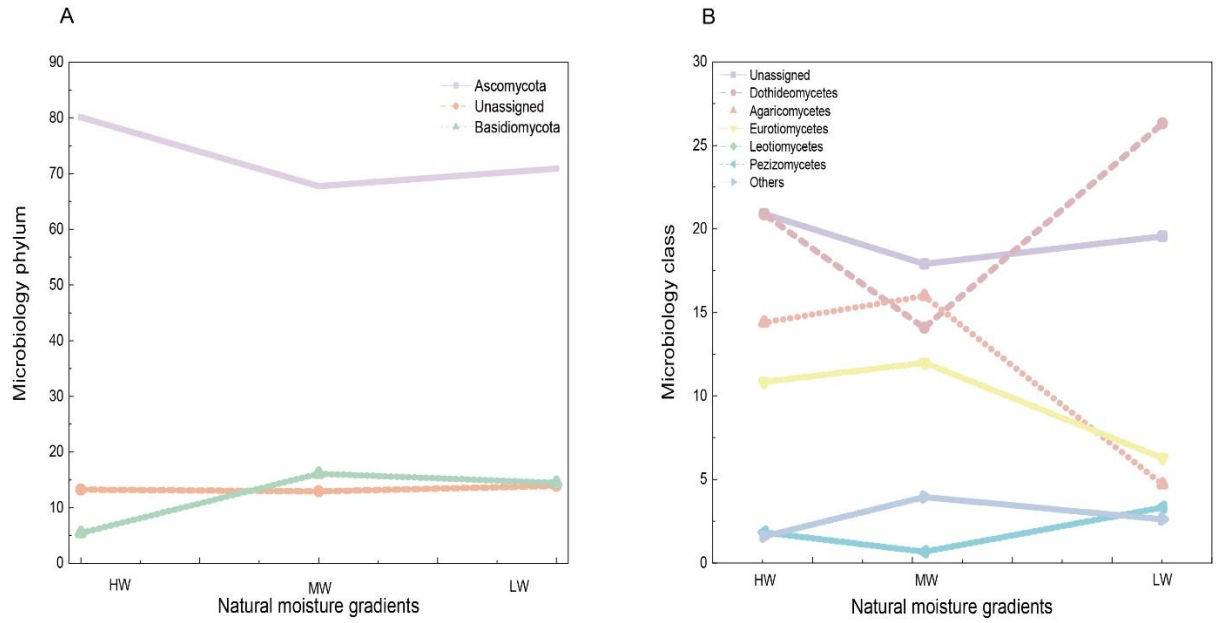 A
Microbiology phylum
90
80
70
60
50
40
30
20
10
0
Ascomycota
Unassigned
Basidiomycota
HW
MW
LW
Natural moisture gradients
B
Microbiology class
30
25
20
15
10
5
0
Unassigned
Dothideomycetes
Agaricomycetes
Eurotiomycetes
Leotiomycetes
Pezizomycetes
Others
HW
MW
LW
Natural moisture gradients